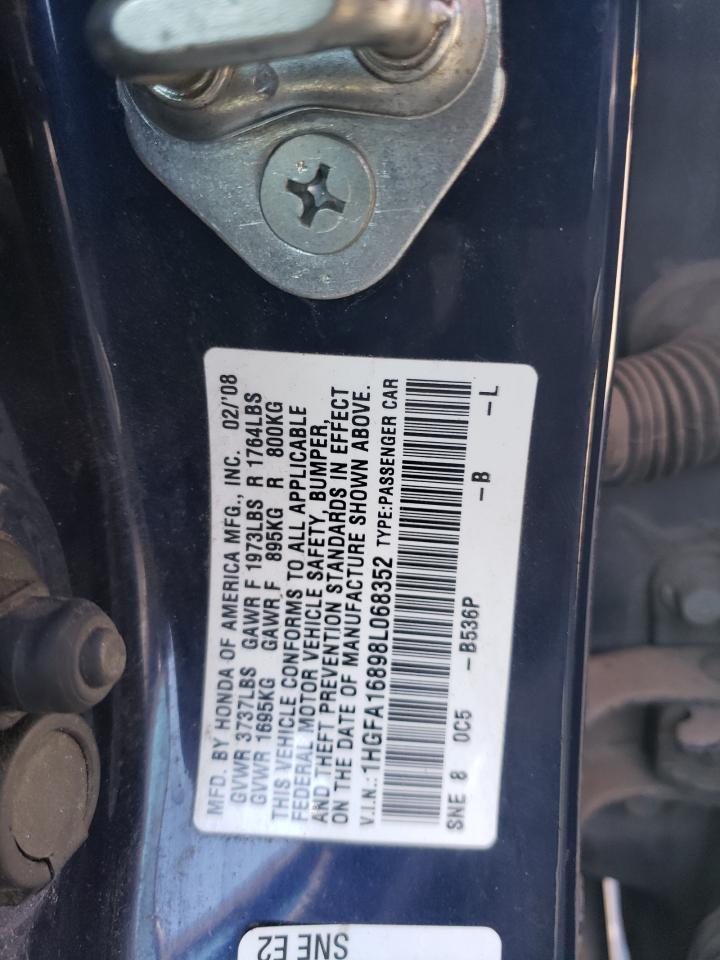 MFD. BY HONDA OF AMERICA MFG., INC. 02/'08
GVWR 3737LBS GAWR F 1973LBS R 1764LBS
GVWR 1695KG GAWR F 895KG R 800KG
THIS VEHICLE CONFORMS TO ALL APPLICABLE
FEDERAL MOTOR VEHICLE SAFETY, BUMPER,
AND THEFT PREVENTION STANDARDS IN EFFECT
ON THE DATE OF MANUFACTURE SHOWN ABOVE.
V.I.N.: 1HGFA16898L068352 TYPE:PASSENGER CAR
SNE 8 0C5 -B536P -B -L
SNE E2